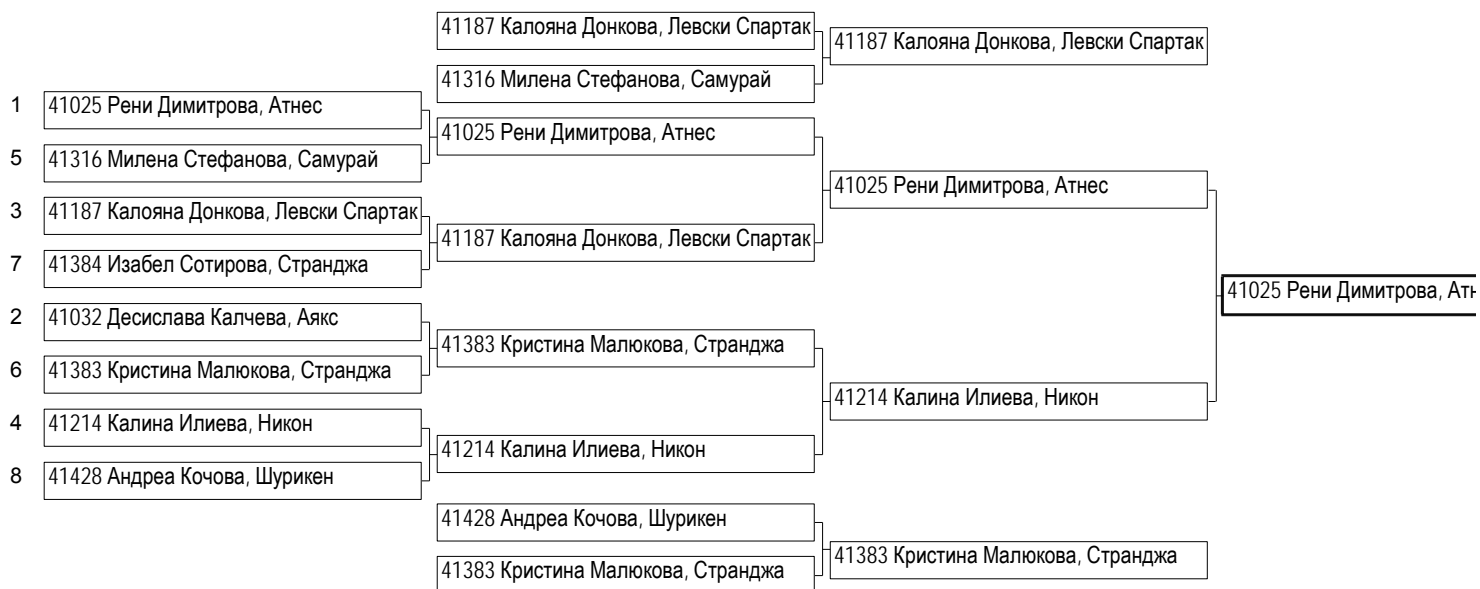 41187 Калояна Донкова, Левски Спартак
41187 Калояна Донкова, Левски Спартак
41316 Милена Стефанова, Самурай
1 41025 Рени Димитрова, Атнес
41025 Рени Димитрова, Атнес
5 41316 Милена Стефанова, Самурай
41025 Рени Димитрова, Атнес
3 41187 Калояна Донкова, Левски Спартак
41187 Калояна Донкова, Левски Спартак
7 41384 Изабел Сотирова, Странджа
41025 Рени Димитрова, Атн
2 41032 Десислава Калчева, Аякс
41383 Кристина Малюкова, Странджа
6 41383 Кристина Малюкова, Странджа
41214 Калина Илиева, Никон
4 41214 Калина Илиева, Никон
41214 Калина Илиева, Никон
8 41428 Андреа Кочова, Шурикен
41428 Андреа Кочова, Шурикен
41383 Кристина Малюкова, Странджа
41383 Кристина Малюкова, Странджа